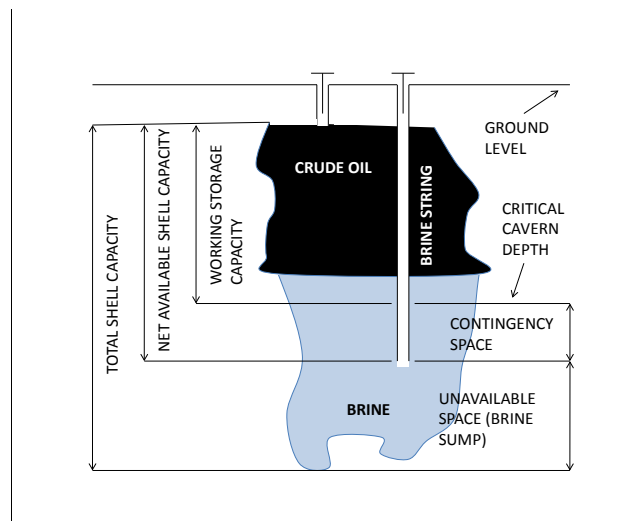 GROUND
LEVEL
CRUDE OIL
BRINE STRING
CRITICAL
CAVERN
DEPTH
TOTAL SHELL CAPACITY
NET AVAILABLE SHELL CAPACITY
WORKING STORAGE
CAPACITY
CONTINGENCY
SPACE
BRINE
UNAVAILABLE
SPACE (BRINE
SUMP)